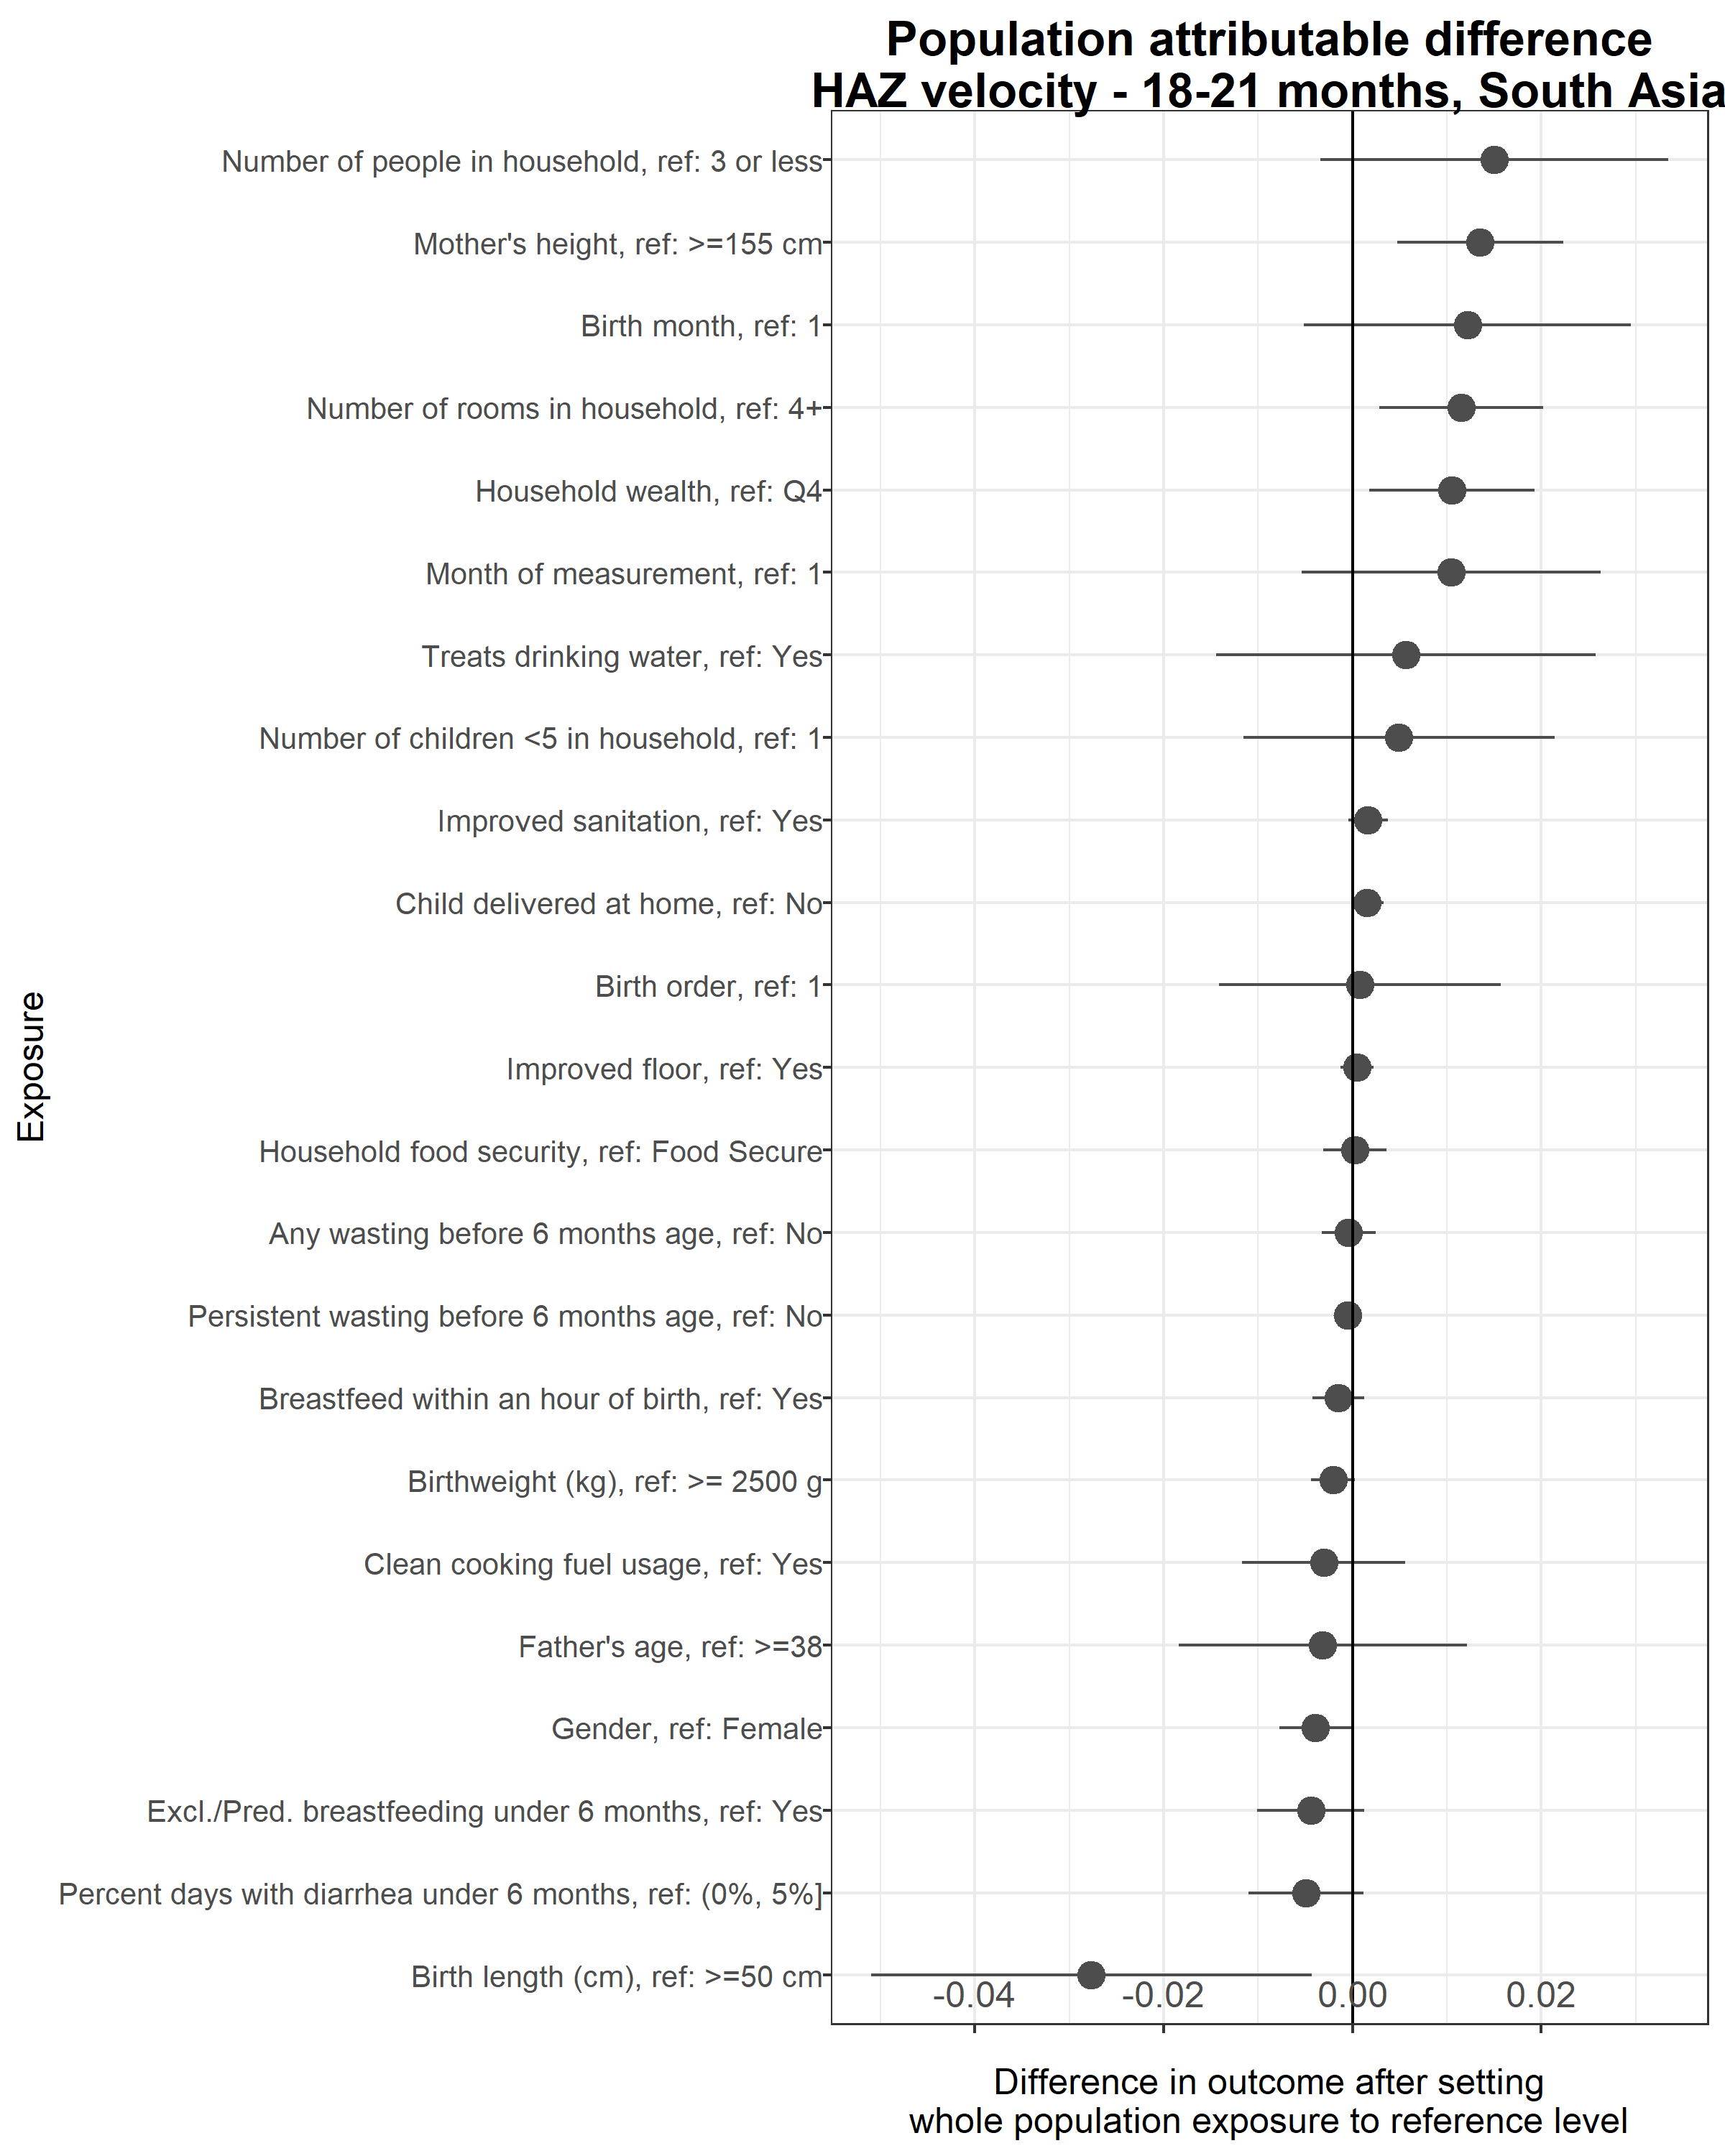 Population attributable difference
HAZ velocity - 18-21 months, South Asia
Number of people in household, ref: 3 or less
Mother's height, ref: >=155 cm
Birth month, ref: 1
Number of rooms in household, ref: 4+
Household wealth, ref: Q4
Month of measurement, ref: 1
Treats drinking water, ref: Yes
Number of children <5 in household, ref: 1
Improved sanitation, ref: Yes
Child delivered at home, ref: No
Birth order, ref: 1
Improved floor, ref: Yes
Household food security, ref: Food Secure
Any wasting before 6 months age, ref: No
Persistent wasting before 6 months age, ref: No
Breastfeed within an hour of birth, ref: Yes
Birthweight (kg), ref: >= 2500 g
Clean cooking fuel usage, ref: Yes
Father's age, ref: >=38
Gender, ref: Female
Excl./Pred. breastfeeding under 6 months, ref: Yes
Percent days with diarrhea under 6 months, ref: (0%, 5%]
Birth length (cm), ref: >=50 cm
Exposure
-0.04 -0.02 0.00 0.02
Difference in outcome after setting
whole population exposure to reference level